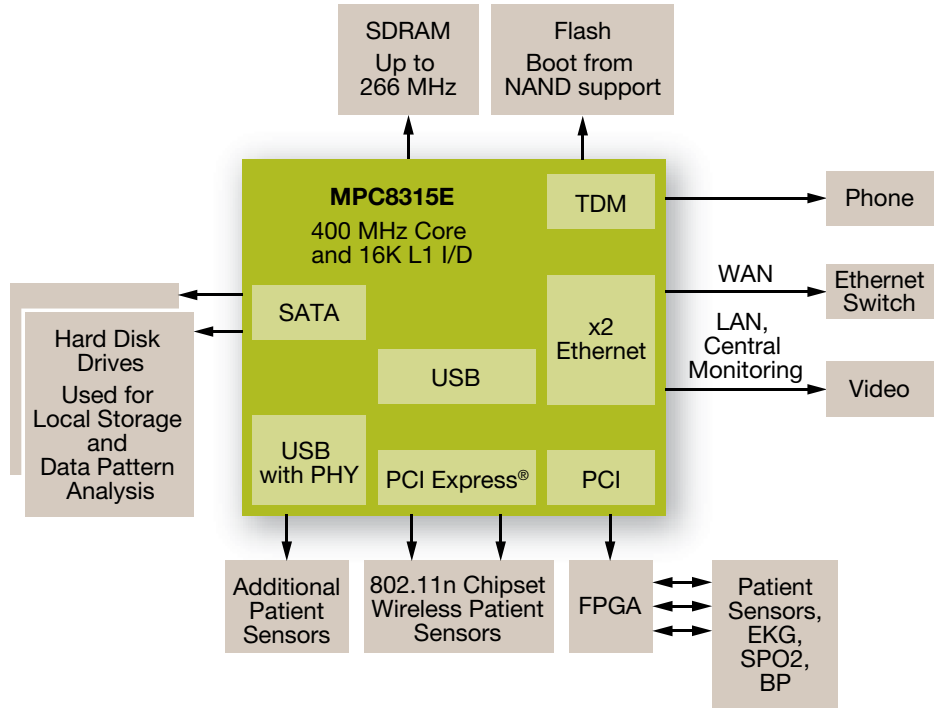 SDRAM
Up to
266 MHz
Flash
Boot from
NAND support
MPC8315E
400 MHz Core
and 16K L1 I/D
TDM
Phone
SATA
x2
Ethernet
WAN
Ethernet
Switch
LAN,
Central
Monitoring
Video
Hard Disk
Drives
Used for
Local Storage
and
Data Pattern
Analysis
USB
USB
with PHY
PCI Express®
PCI
Additional
Patient
Sensors
802.11n Chipset
Wireless Patient
Sensors
FPGA
Patient
Sensors,
EKG,
SPO2,
BP